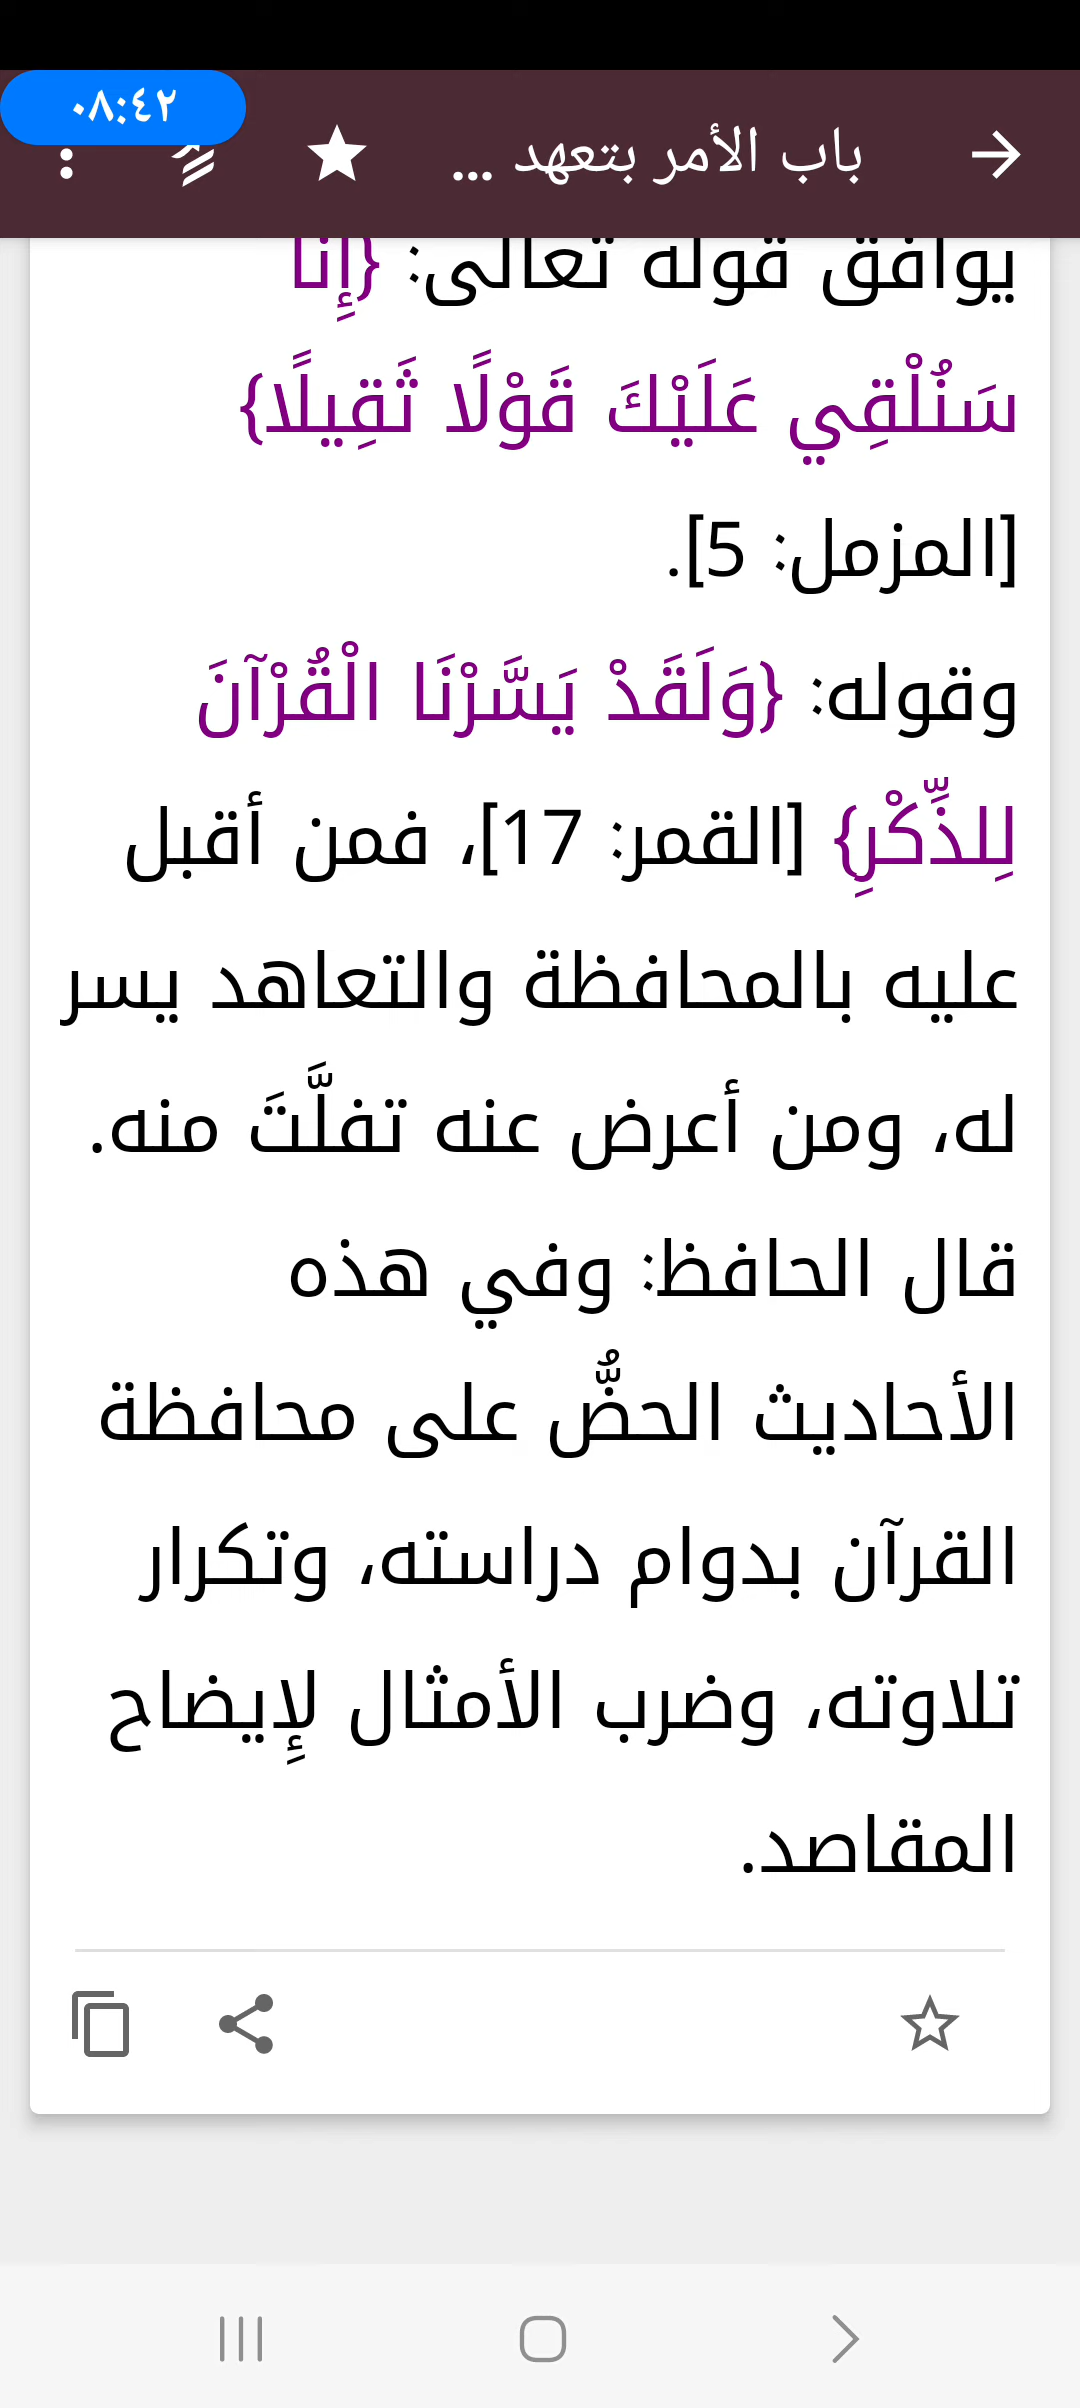 ٠٨:٤٢
باب الأمر بتعهد ...
يوافق قوله تعالى: {إِنَّا
سَنُلْقِي عَلَيْكَ قَوْلًا ثَقِيلًا}
[المزمل: 5].
وقوله: {وَلَقَدْ يَسَّرْنَا الْقُرْآنَ
لِلذِّكْرِ} [القمر: 17]، فمن أقبل
عليه بالمحافظة والتعاهد يسر
له، ومن أعرض عنه تفلَّتَ منه.
قال الحافظ: وفي هذه
الأحاديث الحضُّ على محافظة
القرآن بدوام دراسته، وتكرار
تلاوته، وضرب الأمثال لإِيضاح
المقاصد.